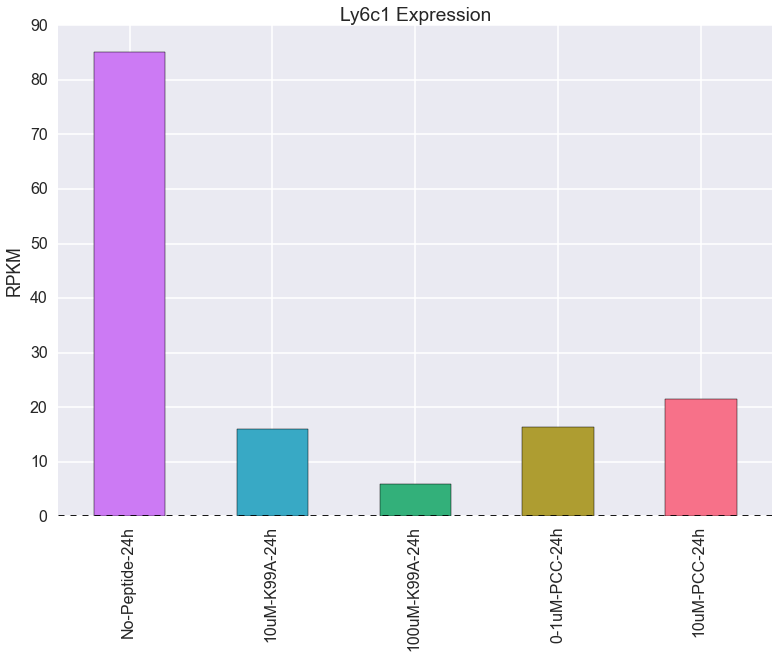 Ly6c1 Expression
RPKM
90
80
70
60
50
40
30
20
10
0
No-Peptide-24h
10uM-K99A-24h
100uM-K99A-24h
0-1uM-PCC-24h
10uM-PCC-24h